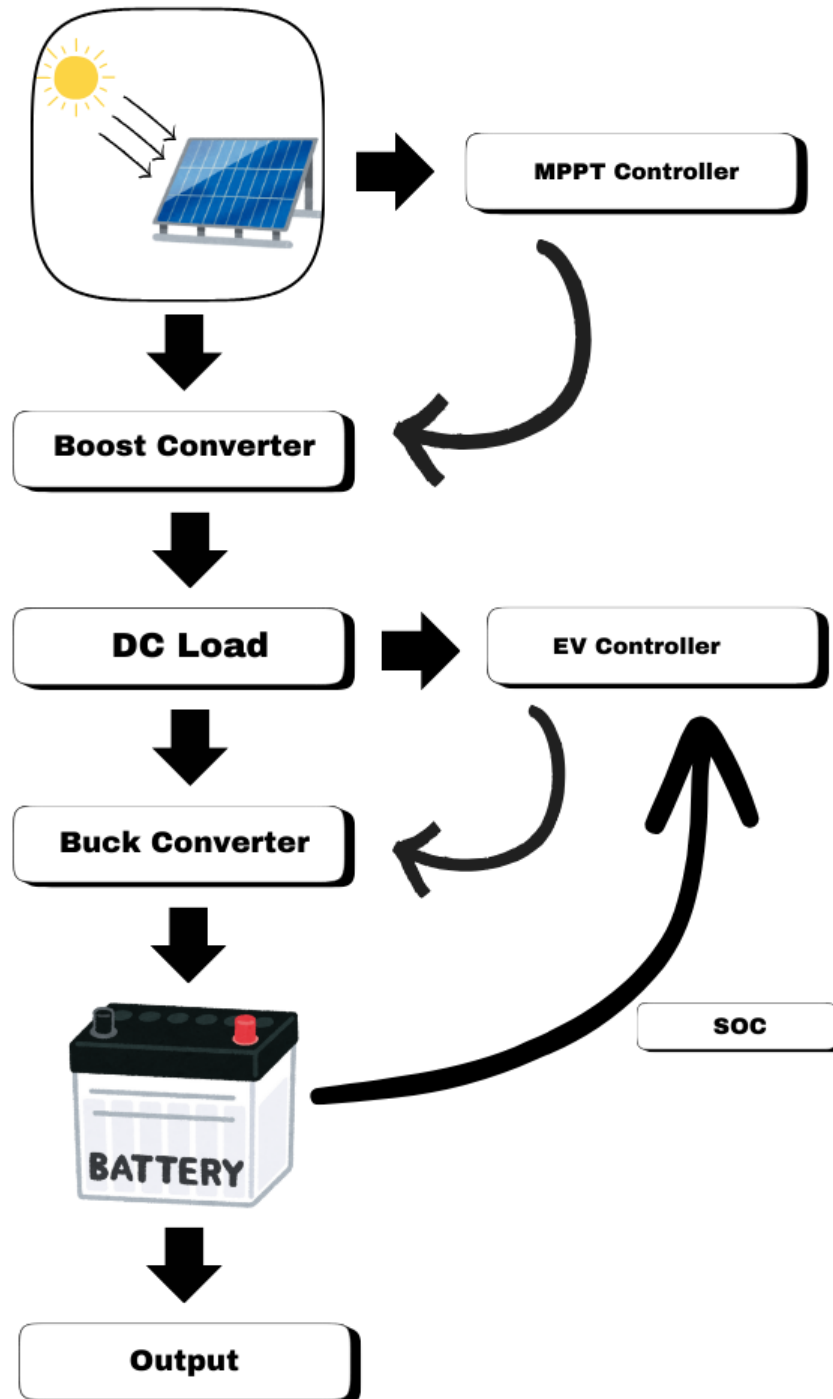 MPPT Controller
Boost Converter
DC Load
EV Controller
Buck Converter
SOC
BATTERY
Output